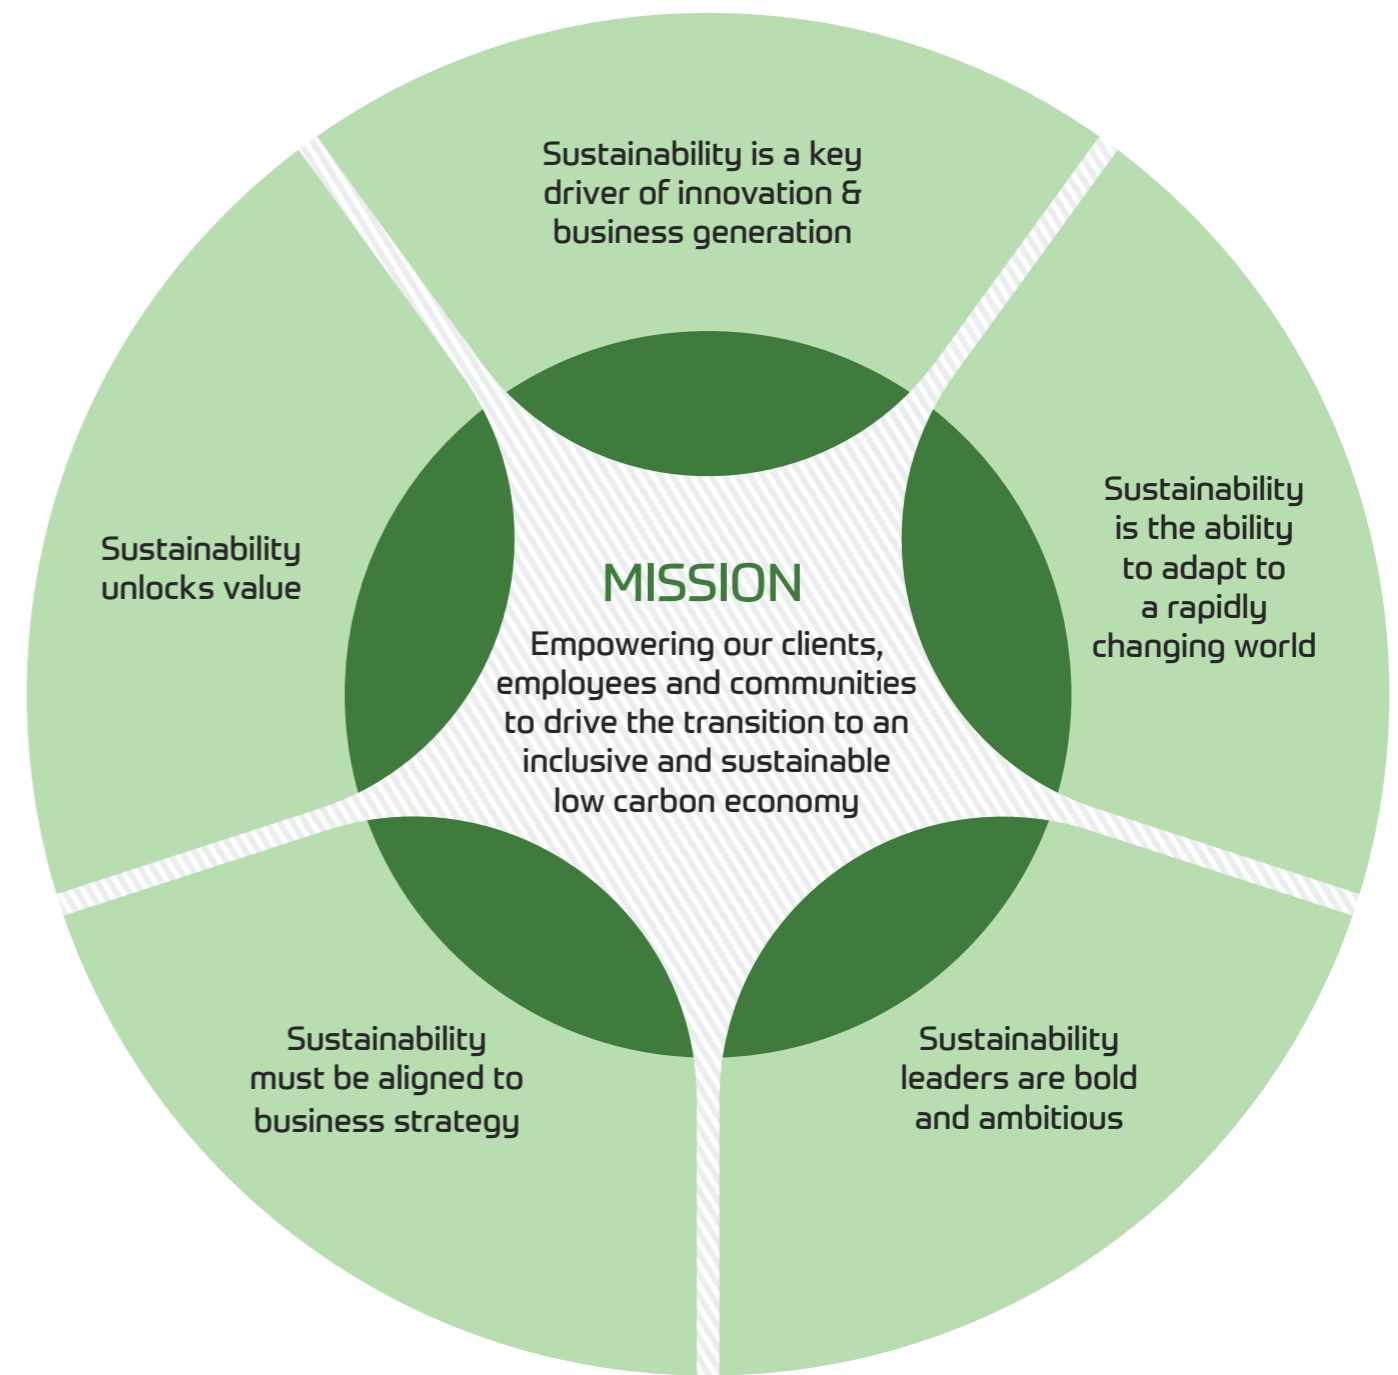 Sustainability is a key
driver of innovation &
business generation
Sustainability
is the ability
to adapt to
a rapidly
changing world
Sustainability
leaders are bold
and ambitious
Sustainability
must be aligned to
business strategy
Sustainability
unlocks value
MISSION
Empowering our clients,
employees and communities
to drive the transition to an
inclusive and sustainable
low carbon economy